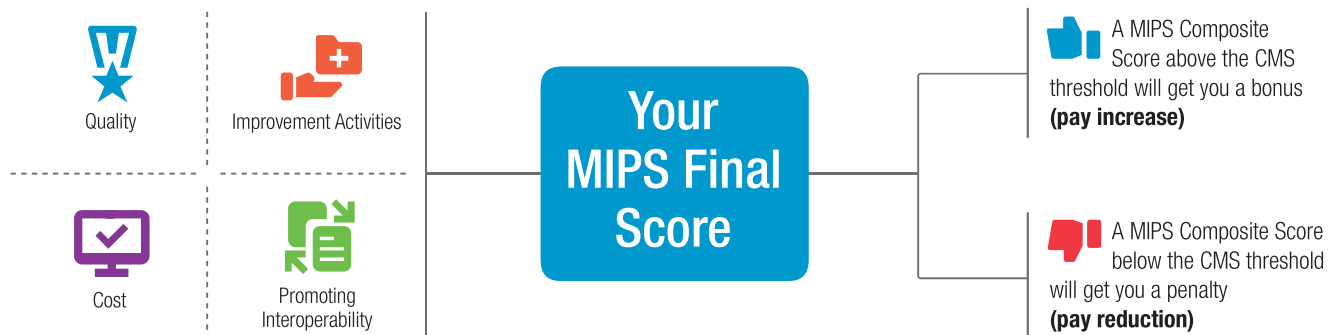 Quality
Improvement Activities
Cost
Promoting
Interoperability
Your
MIPS Final
Score
A MIPS Composite
Score above the CMS
threshold will get you a bonus
(pay increase)
A MIPS Composite Score
below the CMS threshold
will get you a penalty
(pay reduction)